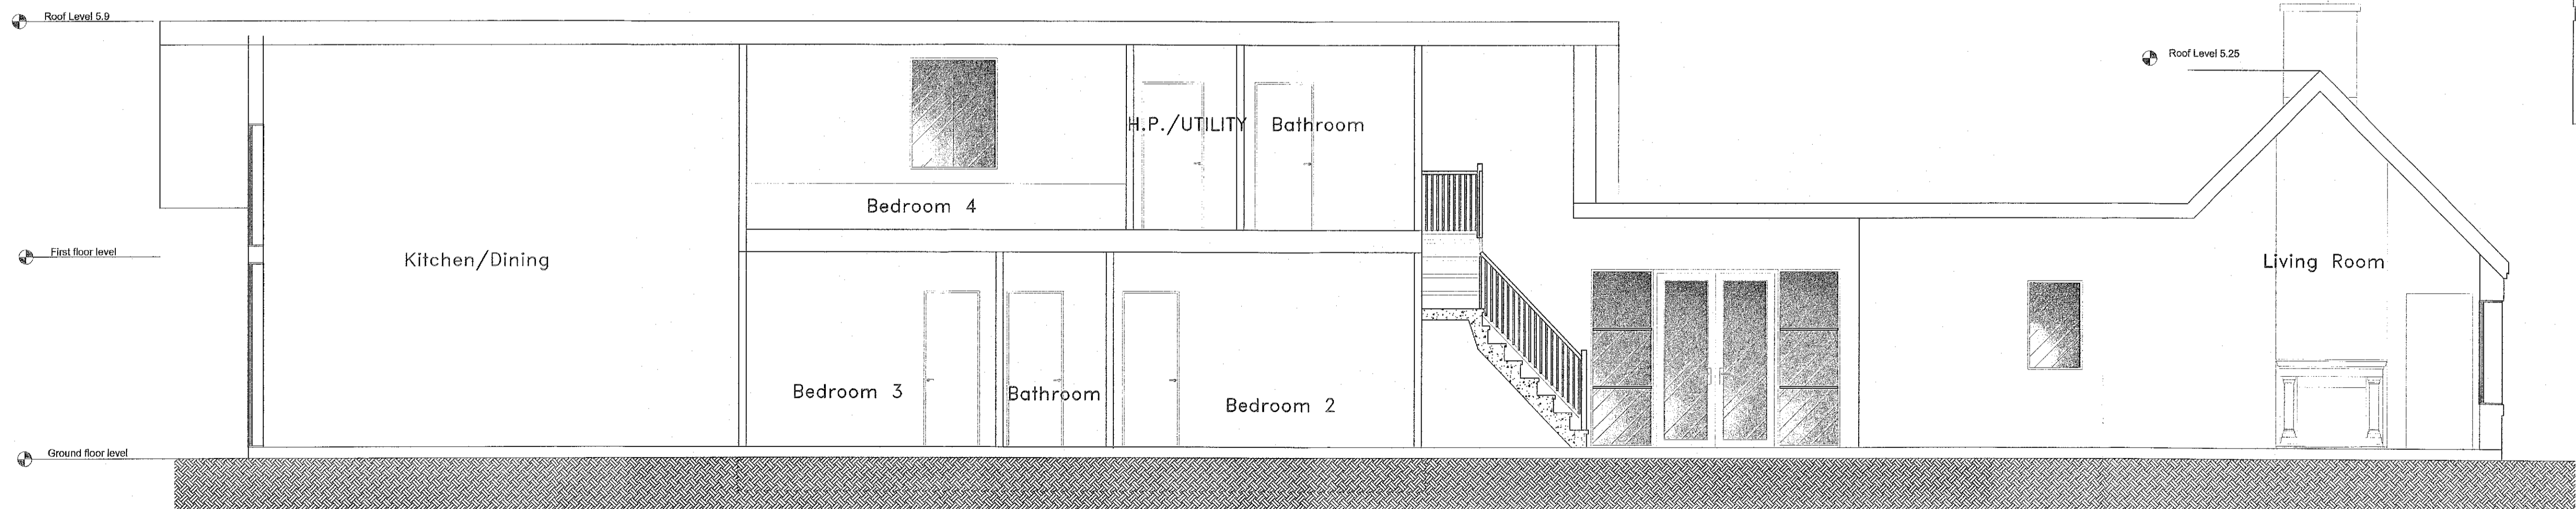 Roof Level 5.9
Roof Level 5.25
H.P./UTILITY
Bathroom
Bedroom 4
First floor level
Kitchen/Dining
Living Room
Bedroom 3
Bathroom
Bedroom 2
Ground floor level